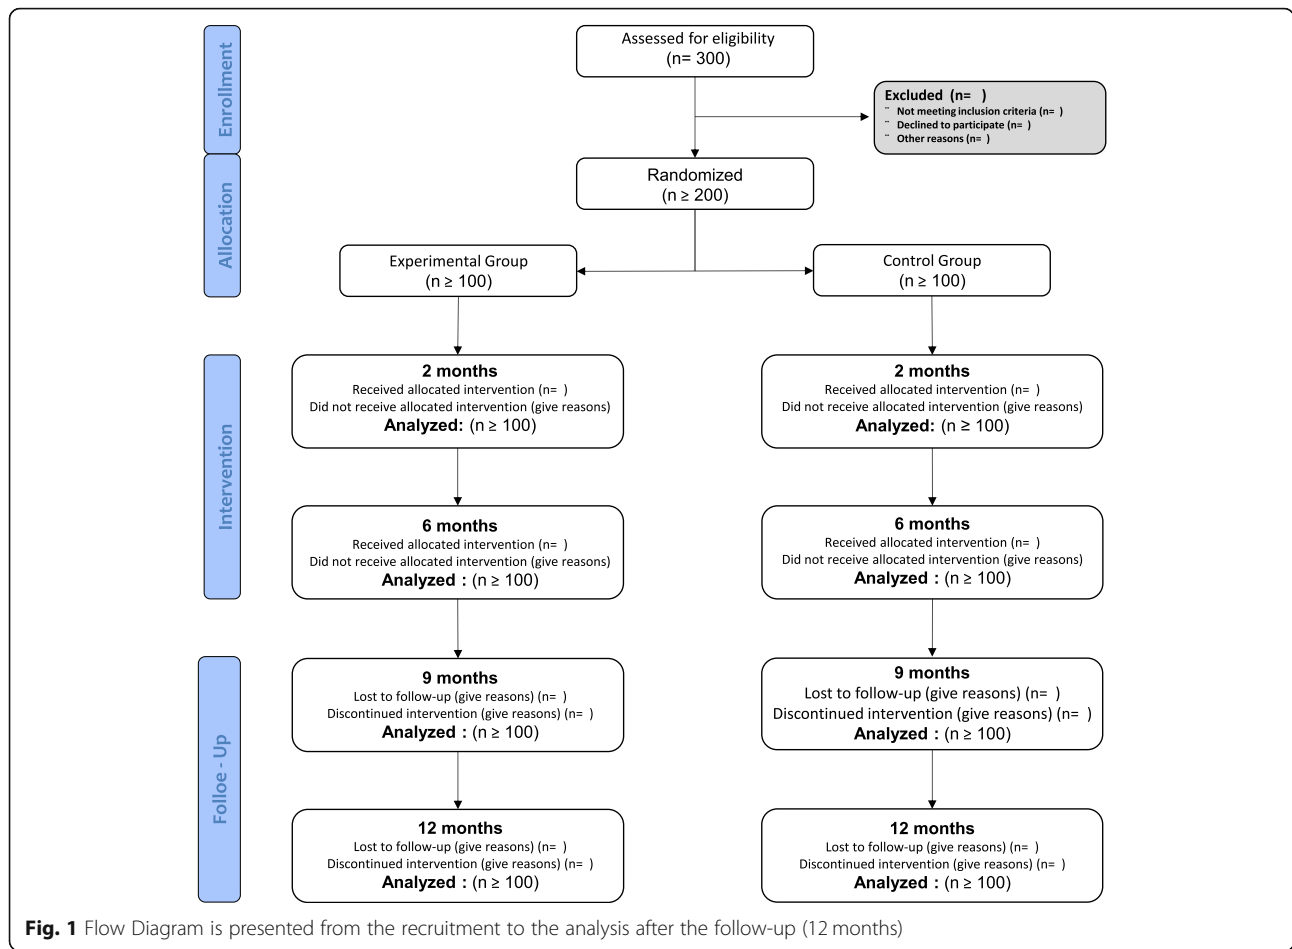 Enrollment
Assessed for eligibility
(n= 300)
Excluded (n=   )
¨ Not meeting inclusion criteria (n=  )
¨ Declined to participate (n=  )
¨ Other reasons (n=  )
Allocation
Randomized
(n ≥ 200)
Experimental Group
(n ≥ 100)
Control Group
(n ≥ 100)
Intervention
2 months
Received allocated intervention (n=  )
Did not receive allocated intervention (give reasons)
Analyzed: (n ≥ 100)
2 months
Received allocated intervention (n=  )
Did not receive allocated intervention (give reasons)
Analyzed: (n ≥ 100)
6 months
Received allocated intervention (n=  )
Did not receive allocated intervention (give reasons)
Analyzed : (n ≥ 100)
6 months
Received allocated intervention (n=  )
Did not receive allocated intervention (give reasons)
Analyzed : (n ≥ 100)
Folloe - Up
9 months
Lost to follow-up (give reasons) (n=  )
Discontinued intervention (give reasons) (n=  )
Analyzed : (n ≥ 100)
9 months
Lost to follow-up (give reasons) (n=  )
Discontinued intervention (give reasons) (n=  )
Analyzed : (n ≥ 100)
12 months
Lost to follow-up (give reasons) (n=  )
Discontinued intervention (give reasons) (n=  )
Analyzed : (n ≥ 100)
12 months
Lost to follow-up (give reasons) (n=  )
Discontinued intervention (give reasons) (n=  )
Analyzed : (n ≥ 100)
Fig. 1 Flow Diagram is presented from the recruitment to the analysis after the follow-up (12 months)